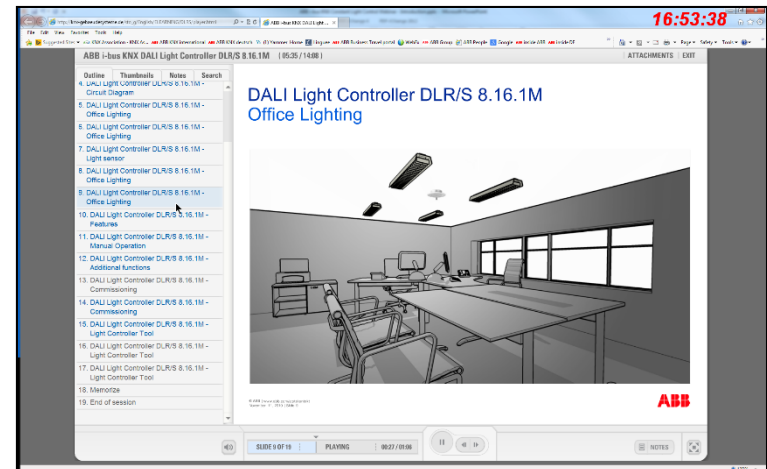 16:53:38
File Edit View Favorites Tools Help
ABB i-bus KNX DALI Light Controller DLR/S 8.16.1M ( 05:35 / 14:08 )
ATTACHMENTS EXIT
Outline Thumbnails Notes Search
4. DALI Light Controller DLR/S 8.16.1M -
Circuit Diagram
5. DALI Light Controller DLR/S 8.16.1M -
Office Lighting
6. DALI Light Controller DLR/S 8.16.1M -
Office Lighting
7. DALI Light Controller DLR/S 8.16.1M -
Light sensor
8. DALI Light Controller DLR/S 8.16.1M -
Office Lighting
9. DALI Light Controller DLR/S 8.16.1M -
Office Lighting
10. DALI Light Controller DLR/S 8.16.1M -
Features
11. DALI Light Controller DLR/S 8.16.1M -
Manual Operation
12. DALI Light Controller DLR/S 8.16.1M -
Additional functions
13. DALI Light Controller DLR/S 8.16.1M -
Commissioning
14. DALI Light Controller DLR/S 8.16.1M -
Commissioning
15. DALI Light Controller DLR/S 8.16.1M -
Light Controller Tool
16. DALI Light Controller DLR/S 8.16.1M -
Light Controller Tool
17. DALI Light Controller DLR/S 8.16.1M -
Light Controller Tool
18. Memorize
19. End of session
DALI Light Controller DLR/S 8.16.1M
Office Lighting
ABB
SLIDE 9 OF 19 PLAYING 00:27 / 01:06
NOTES